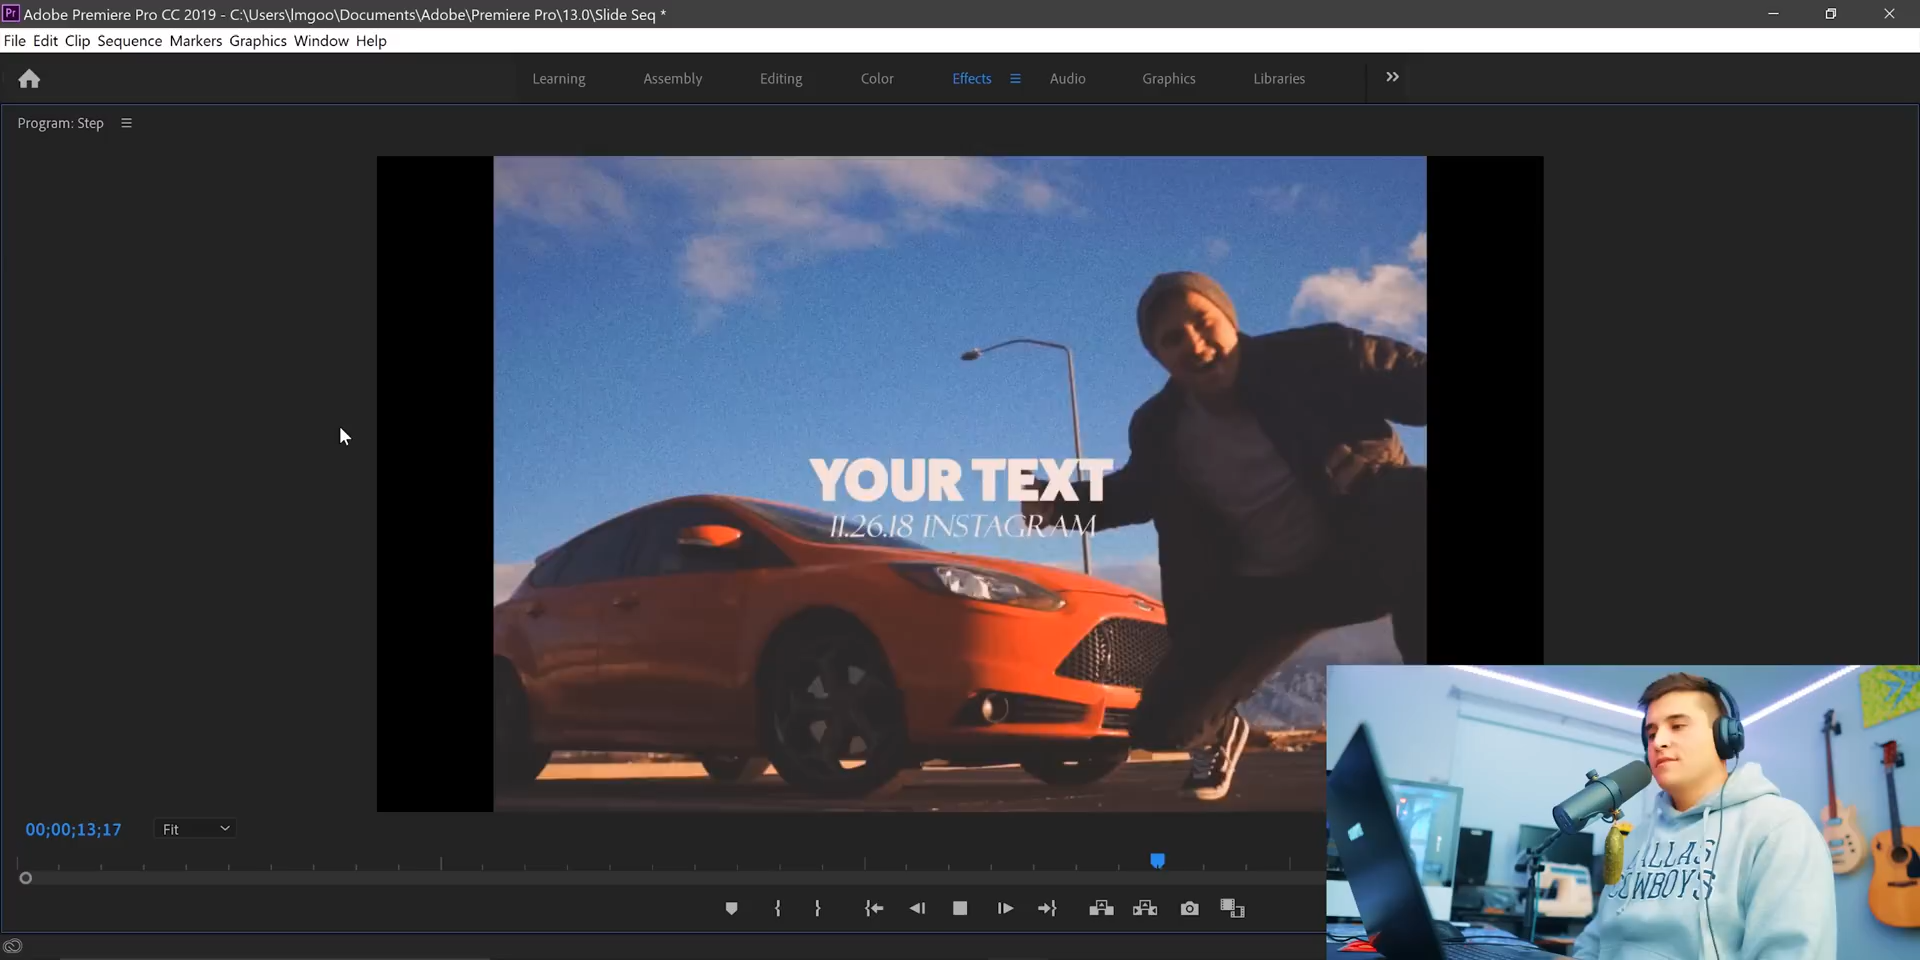 Adobe Premiere Pro CC 2019 - C:\Users\lmgoo\Documents\Adobe\Premiere Pro\13.0\Slide Seq *
File Edit Clip Sequence Markers Graphics Window Help
Learning Assembly Editing Color Effects Audio Graphics Libraries
Program: Step
YOUR TEXT
11.26.18 INSTAGRAM
00;00;13;17 Fit
DALLAS
COWBOYS